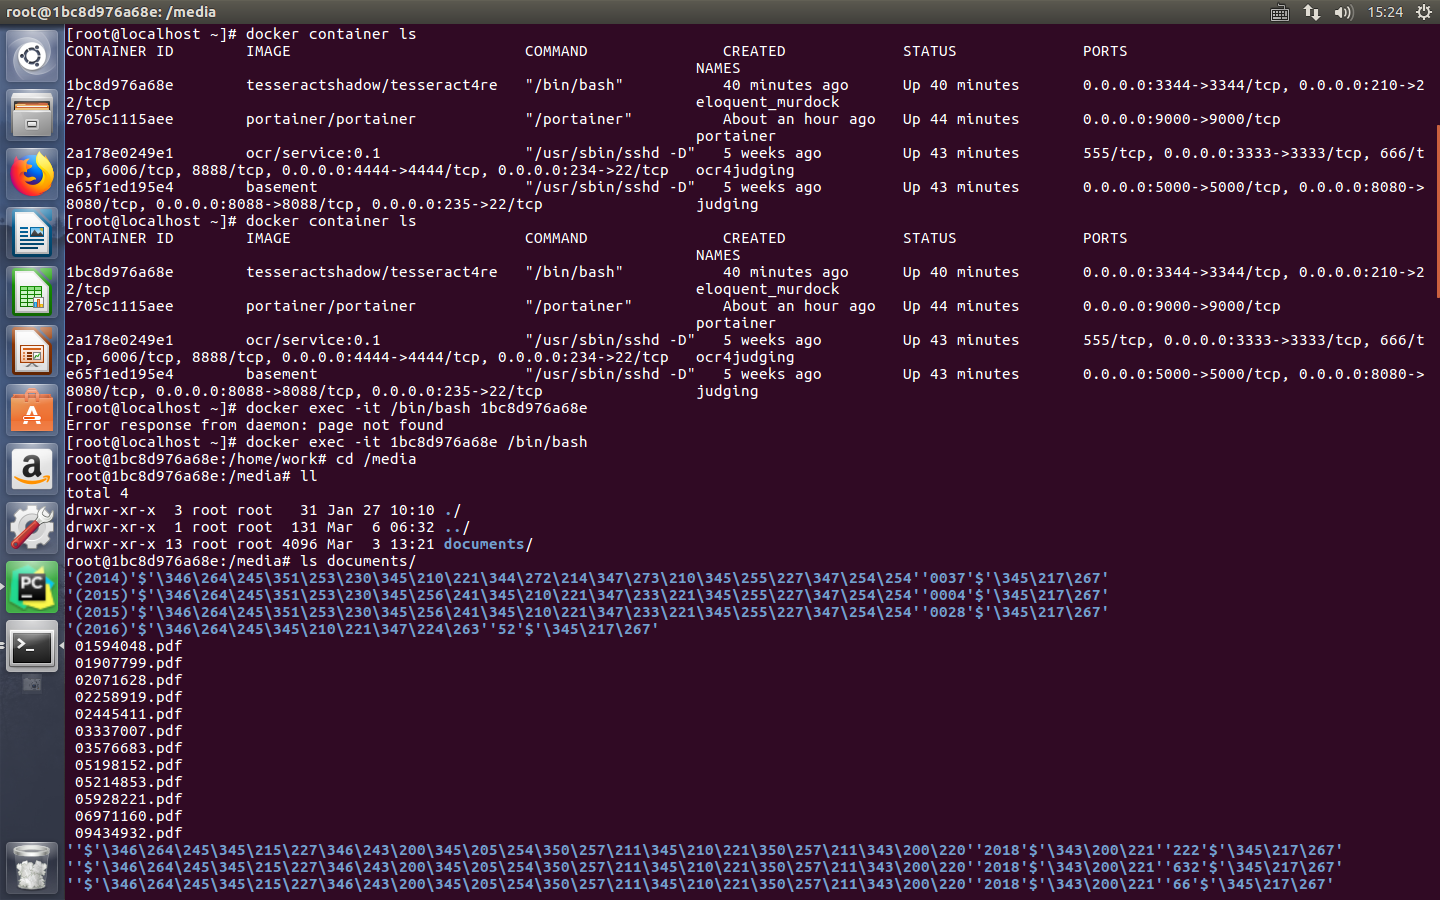 root@1bc8d976a68e: /media
15:24
[root@localhost ~]# docker container ls
CONTAINER ID        IMAGE                          COMMAND               CREATED             STATUS              PORTS
NAMES
1bc8d976a68e        tesseractshadow/tesseract4re   "/bin/bash"           40 minutes ago      Up 40 minutes       0.0.0.0:3344->3344/tcp, 0.0.0.0:210->2
2/tcp                                                                 eloquent_murdock
2705c1115aee        portainer/portainer            "/portainer"          About an hour ago   Up 44 minutes       0.0.0.0:9000->9000/tcp
portainer
2a178e0249e1        ocr/service:0.1                "/usr/sbin/sshd -D"   5 weeks ago         Up 43 minutes       555/tcp, 0.0.0.0:3333->3333/tcp, 666/t
cp, 6006/tcp, 8888/tcp, 0.0.0.0:4444->4444/tcp, 0.0.0.0:234->22/tcp   ocr4judging
e65f1ed195e4        basement                       "/usr/sbin/sshd -D"   5 weeks ago         Up 43 minutes       0.0.0.0:5000->5000/tcp, 0.0.0.0:8080->
8080/tcp, 0.0.0.0:8088->8088/tcp, 0.0.0.0:235->22/tcp                 judging
[root@localhost ~]# docker container ls
CONTAINER ID        IMAGE                          COMMAND               CREATED             STATUS              PORTS
NAMES
1bc8d976a68e        tesseractshadow/tesseract4re   "/bin/bash"           40 minutes ago      Up 40 minutes       0.0.0.0:3344->3344/tcp, 0.0.0.0:210->2
2/tcp                                                                 eloquent_murdock
2705c1115aee        portainer/portainer            "/portainer"          About an hour ago   Up 44 minutes       0.0.0.0:9000->9000/tcp
portainer
2a178e0249e1        ocr/service:0.1                "/usr/sbin/sshd -D"   5 weeks ago         Up 43 minutes       555/tcp, 0.0.0.0:3333->3333/tcp, 666/t
cp, 6006/tcp, 8888/tcp, 0.0.0.0:4444->4444/tcp, 0.0.0.0:234->22/tcp   ocr4judging
e65f1ed195e4        basement                       "/usr/sbin/sshd -D"   5 weeks ago         Up 43 minutes       0.0.0.0:5000->5000/tcp, 0.0.0.0:8080->
8080/tcp, 0.0.0.0:8088->8088/tcp, 0.0.0.0:235->22/tcp                 judging
[root@localhost ~]# docker exec -it /bin/bash 1bc8d976a68e
Error response from daemon: page not found
[root@localhost ~]# docker exec -it 1bc8d976a68e /bin/bash
root@1bc8d976a68e:/home/work# cd /media
root@1bc8d976a68e:/media# ll
total 4
drwxr-xr-x  3 root root   31 Jan 27 10:10 ./
drwxr-xr-x  1 root root  131 Mar  6 06:32 ../
drwxr-xr-x 13 root root 4096 Mar  3 13:21 documents/
root@1bc8d976a68e:/media# ls documents/
'(2014)'$'\346\264\245\351\253\230\345\210\221\344\272\214\347\273\210\345\255\227\347\254\254''0037'$'\345\217\267'
'(2015)'$'\346\264\245\351\253\230\345\256\241\345\210\221\347\233\221\345\255\227\347\254\254''0004'$'\345\217\267'
'(2015)'$'\346\264\245\351\253\230\345\256\241\345\210\221\347\233\221\345\255\227\347\254\254''0028'$'\345\217\267'
'(2016)'$'\346\264\245\345\210\221\347\224\263''52'$'\345\217\267'
01594048.pdf
01907799.pdf
02071628.pdf
02258919.pdf
02445411.pdf
03337007.pdf
03576683.pdf
05198152.pdf
05214853.pdf
05928221.pdf
06971160.pdf
09434932.pdf
''$'\346\264\245\345\215\227\346\243\200\345\205\254\350\257\211\345\210\221\350\257\211\343\200\220''2018'$'\343\200\221''222'$'\345\217\267'
''$'\346\264\245\345\215\227\346\243\200\345\205\254\350\257\211\345\210\221\350\257\211\343\200\220''2018'$'\343\200\221''632'$'\345\217\267'
''$'\346\264\245\345\215\227\346\243\200\345\205\254\350\257\211\345\210\221\350\257\211\343\200\220''2018'$'\343\200\221''66'$'\345\217\267'